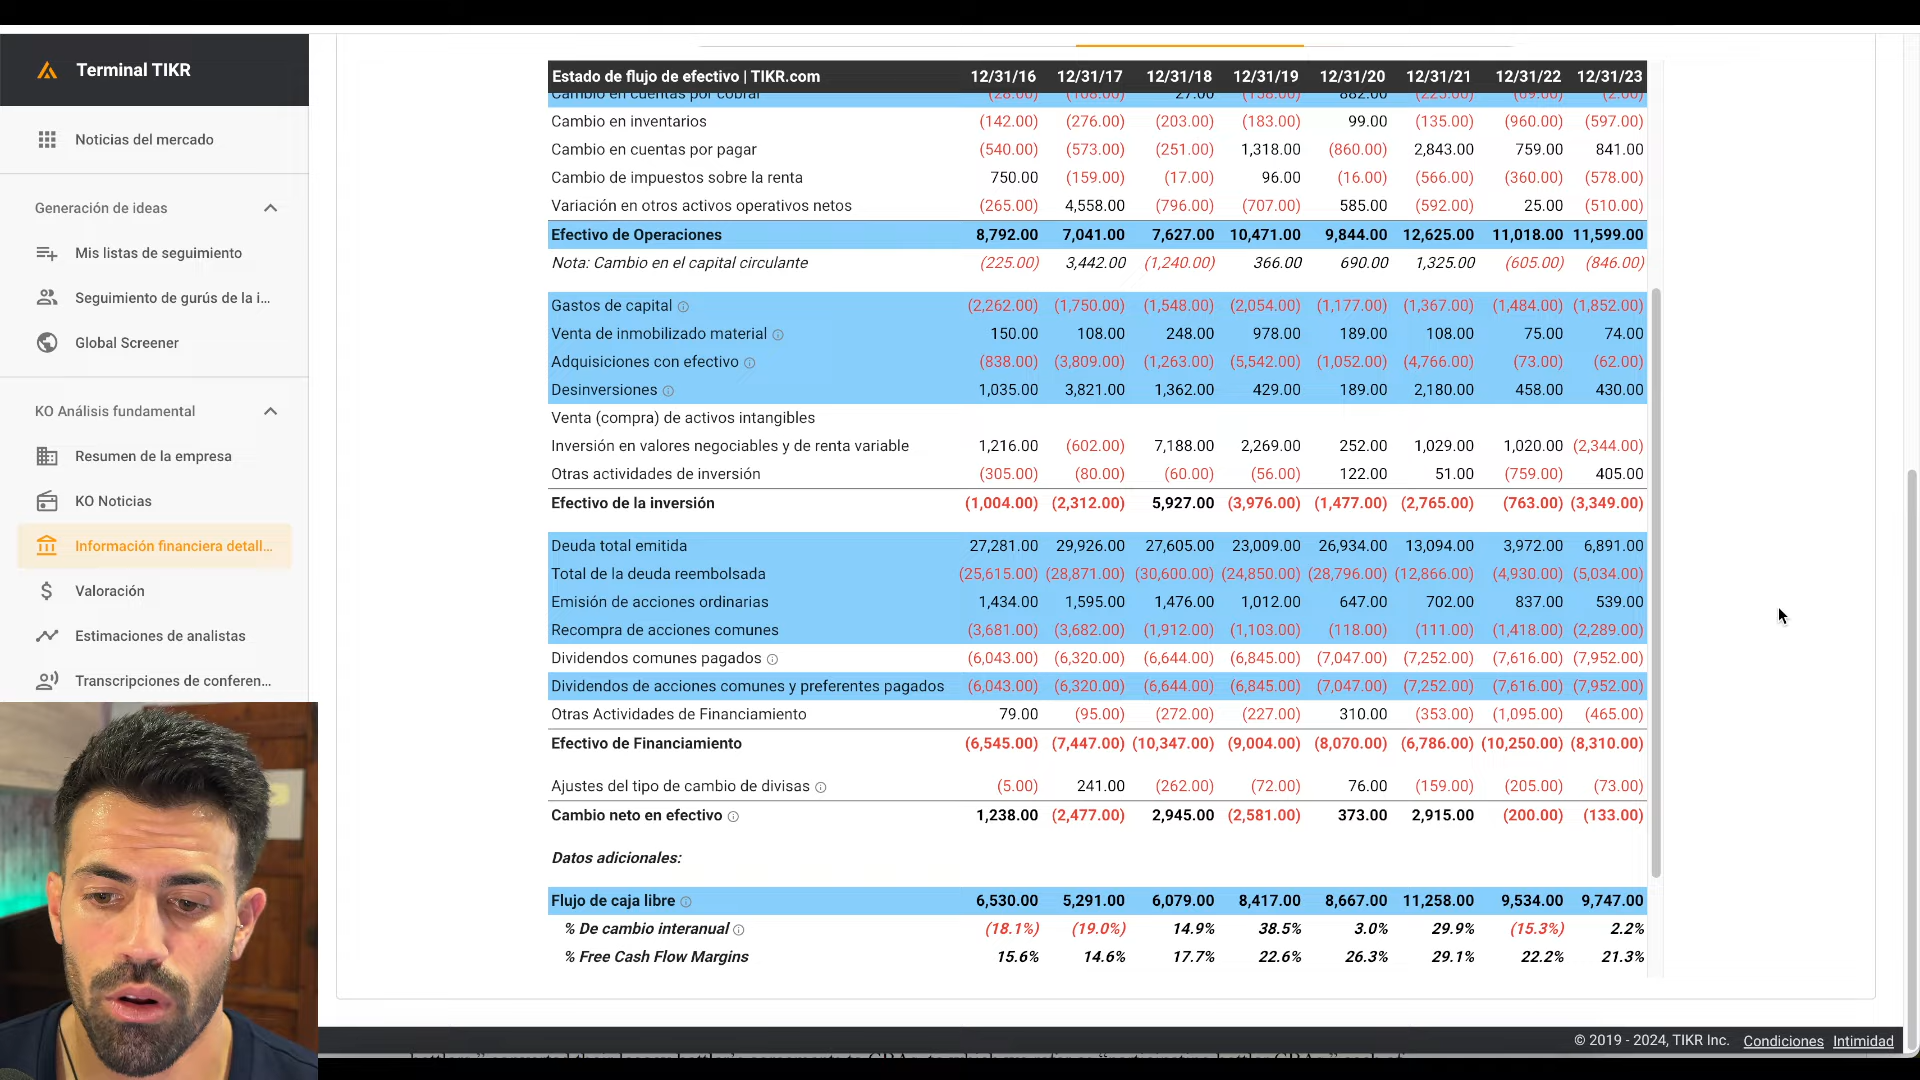 Terminal TIKR
Noticias del mercado
Generación de ideas
Mis listas de seguimiento
Seguimiento de gurús de la i...
Global Screener
KO Análisis fundamental
Resumen de la empresa
KO Noticias
Información financiera detall...
Valoración
Estimaciones de analistas
Transcripciones de conferen...
Estado de flujo de efectivo | TIKR.com 12/31/16 12/31/17 12/31/18 12/31/19 12/31/20 12/31/21 12/31/22 12/31/23
Cambio en cuentas por cobrar (28.00) (108.00) 27.00 (158.00) 882.00 (225.00) (69.00) (2.00)
Cambio en inventarios (142.00) (276.00) (203.00) (183.00) 99.00 (135.00) (960.00) (597.00)
Cambio en cuentas por pagar (540.00) (573.00) (251.00) 1,318.00 (860.00) 2,843.00 759.00 841.00
Cambio de impuestos sobre la renta 750.00 (159.00) (17.00) 96.00 (16.00) (566.00) (360.00) (578.00)
Variación en otros activos operativos netos (265.00) 4,558.00 (796.00) (707.00) 585.00 (592.00) 25.00 (510.00)
Efectivo de Operaciones 8,792.00 7,041.00 7,627.00 10,471.00 9,844.00 12,625.00 11,018.00 11,599.00
Nota: Cambio en el capital circulante (225.00) 3,442.00 (1,240.00) 366.00 690.00 1,325.00 (605.00) (846.00)
Gastos de capital (2,262.00) (1,750.00) (1,548.00) (2,054.00) (1,177.00) (1,367.00) (1,484.00) (1,852.00)
Venta de inmobilizado material 150.00 108.00 248.00 978.00 189.00 108.00 75.00 74.00
Adquisiciones con efectivo (838.00) (3,809.00) (1,263.00) (5,542.00) (1,052.00) (4,766.00) (73.00) (62.00)
Desinversiones 1,035.00 3,821.00 1,362.00 429.00 189.00 2,180.00 458.00 430.00
Venta (compra) de activos intangibles
Inversión en valores negociables y de renta variable 1,216.00 (602.00) 7,188.00 2,269.00 252.00 1,029.00 1,020.00 (2,344.00)
Otras actividades de inversión (305.00) (80.00) (60.00) (56.00) 122.00 51.00 (759.00) 405.00
Efectivo de la inversión (1,004.00) (2,312.00) 5,927.00 (3,976.00) (1,477.00) (2,765.00) (763.00) (3,349.00)
Deuda total emitida 27,281.00 29,926.00 27,605.00 23,009.00 26,934.00 13,094.00 3,972.00 6,891.00
Total de la deuda reembolsada (25,615.00) (28,871.00) (30,600.00) (24,850.00) (28,796.00) (12,866.00) (4,930.00) (5,034.00)
Emisión de acciones ordinarias 1,434.00 1,595.00 1,476.00 1,012.00 647.00 702.00 837.00 539.00
Recompra de acciones comunes (3,681.00) (3,682.00) (1,912.00) (1,103.00) (118.00) (111.00) (1,418.00) (2,289.00)
Dividendos comunes pagados (6,043.00) (6,320.00) (6,644.00) (6,845.00) (7,047.00) (7,252.00) (7,616.00) (7,952.00)
Dividendos de acciones comunes y preferentes pagados (6,043.00) (6,320.00) (6,644.00) (6,845.00) (7,047.00) (7,252.00) (7,616.00) (7,952.00)
Otras Actividades de Financiamiento 79.00 (95.00) (272.00) (227.00) 310.00 (353.00) (1,095.00) (465.00)
Efectivo de Financiamiento (6,545.00) (7,447.00) (10,347.00) (9,004.00) (8,070.00) (6,786.00) (10,250.00) (8,310.00)
Ajustes del tipo de cambio de divisas (5.00) 241.00 (262.00) (72.00) 76.00 (159.00) (205.00) (73.00)
Cambio neto en efectivo 1,238.00 (2,477.00) 2,945.00 (2,581.00) 373.00 2,915.00 (200.00) (133.00)
Datos adicionales:
Flujo de caja libre 6,530.00 5,291.00 6,079.00 8,417.00 8,667.00 11,258.00 9,534.00 9,747.00
% De cambio interanual (18.1%) (19.0%) 14.9% 38.5% 3.0% 29.9% (15.3%) 2.2%
% Free Cash Flow Margins 15.6% 14.6% 17.7% 22.6% 26.3% 29.1% 22.2% 21.3%
© 2019 - 2024, TIKR Inc. Condiciones Intimidad